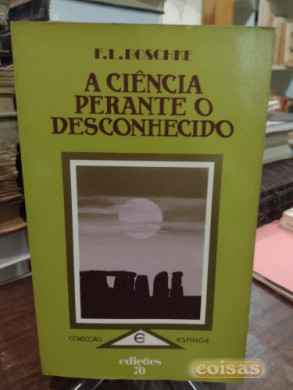 F.L. BOSCHKE
A CIÊNCIA
PERANTE O
DESCONHECIDO
COLECÇÃO E ESFINGE
edições
70
coisas